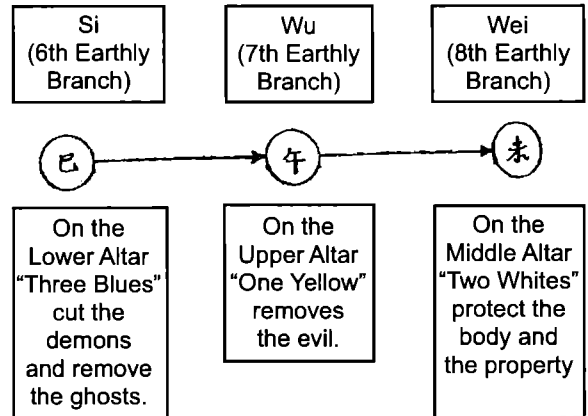 Si
(6th Earthly
Branch)
Wu
(7th Earthly
Branch)
Wei
(8th Earthly
Branch)
巳
午
未
On the
Lower Altar
“Three Blues”
cut the
demons
and remove
the ghosts.
On the
Upper Altar
“One Yellow”
removes
the evil.
On the
Middle Altar
“Two Whites”
protect the
body and
the property